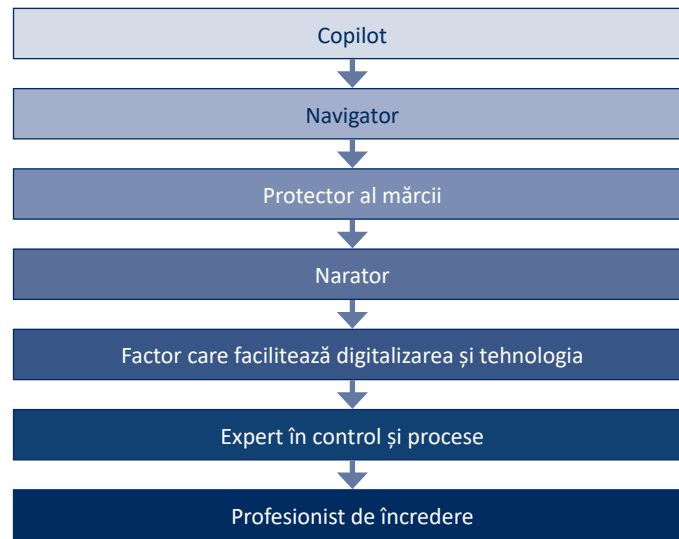 Copilot
Navigator
Protector al mărcii
Narator
Factor care facilitează digitalizarea și tehnologia
Expert în control și procese
Profesionist de încredere